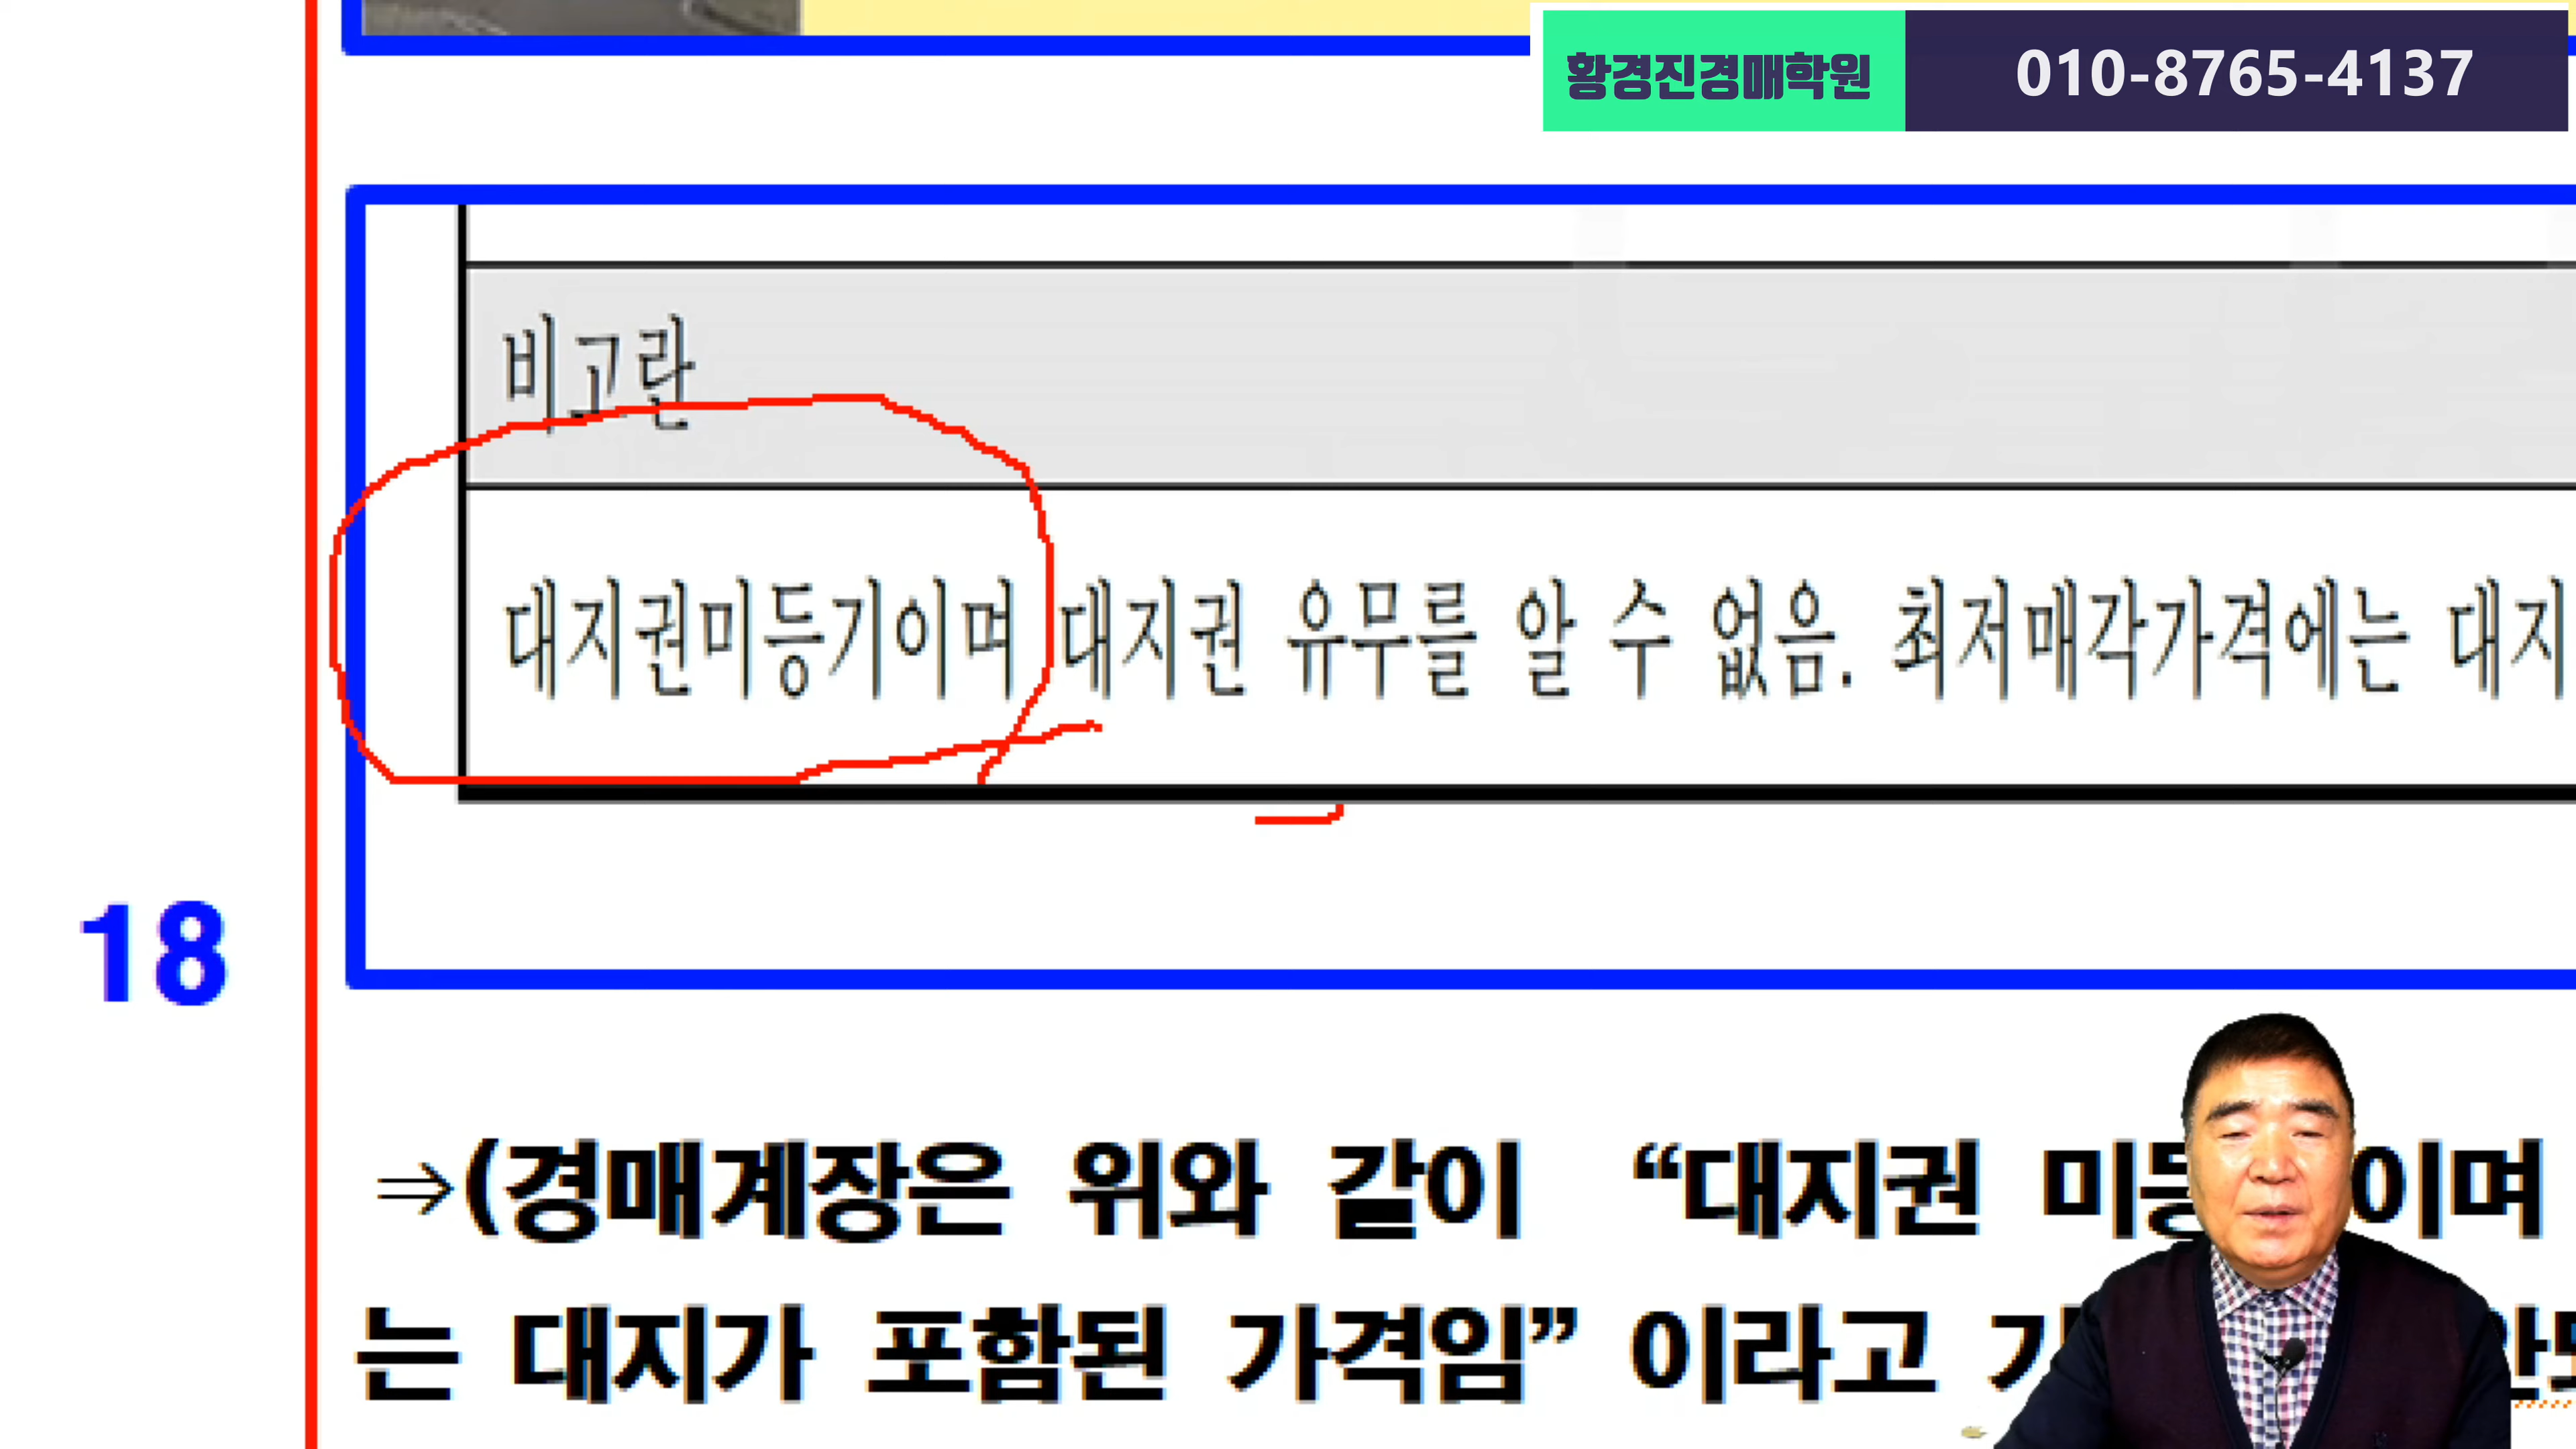 황경진경매학원 010-8765-4137
비고란
대지권미등기이며 대지권 유무를 알 수 없음. 최저매각가격에는 대지
18
⇒(경매계장은 위와 같이 “대지권 이며
는 대지가 포함된 가격임” 이라고